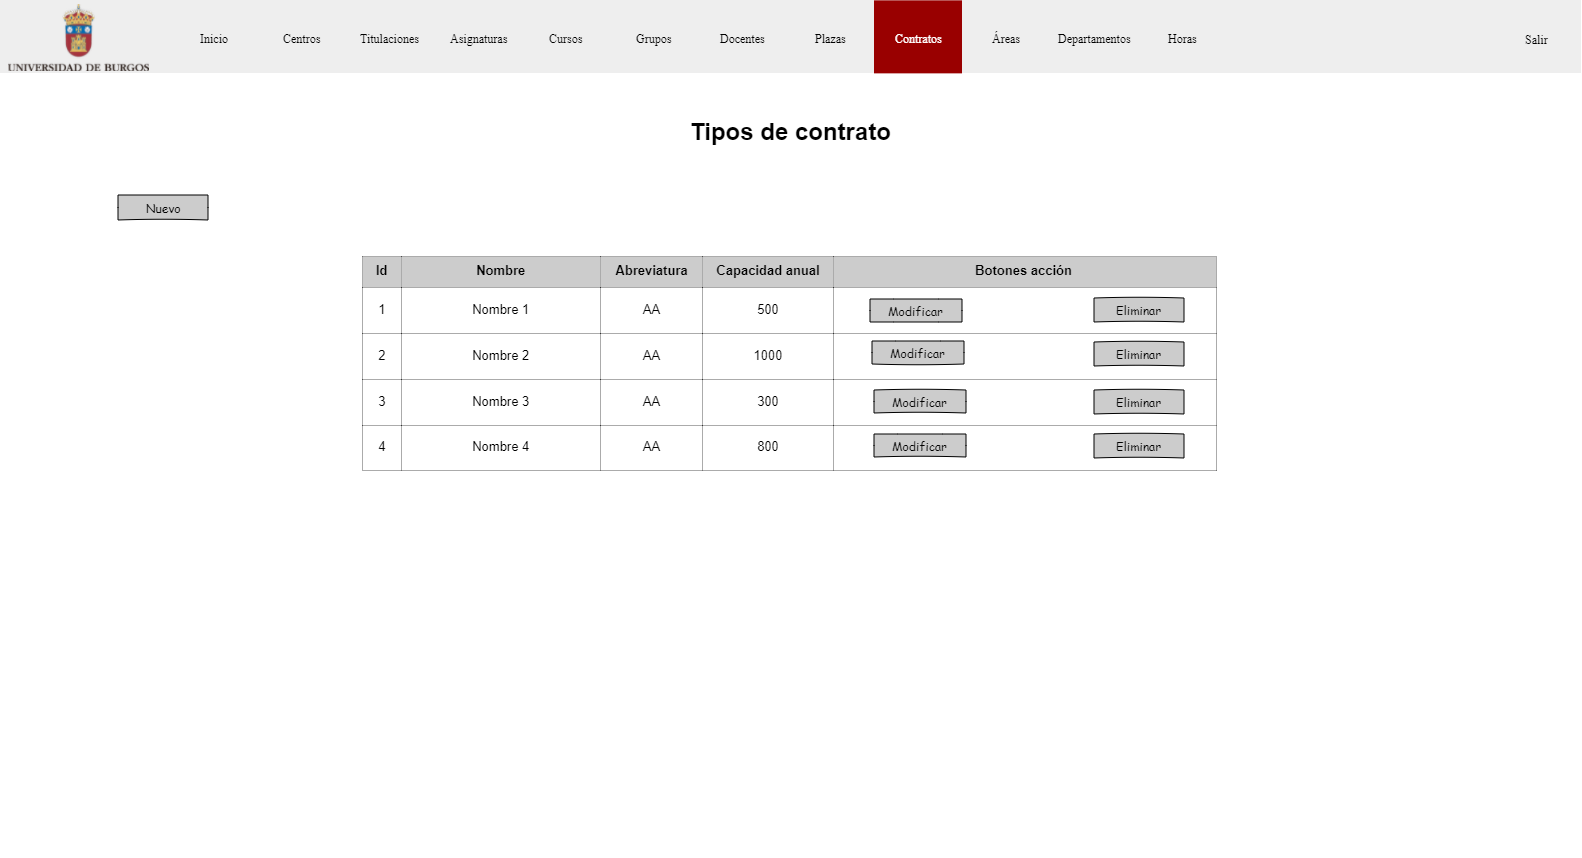 UNIVERSIDAD DE BURGOS
Inicio Centros Titulaciones Asignaturas Cursos Grupos Docentes Plazas Contratos Áreas Departamentos Horas Salir
Tipos de contrato
Nuevo
Id Nombre Abreviatura Capacidad anual Botones acción
1 Nombre 1 AA 500 Modificar Eliminar
2 Nombre 2 AA 1000 Modificar Eliminar
3 Nombre 3 AA 300 Modificar Eliminar
4 Nombre 4 AA 800 Modificar Eliminar